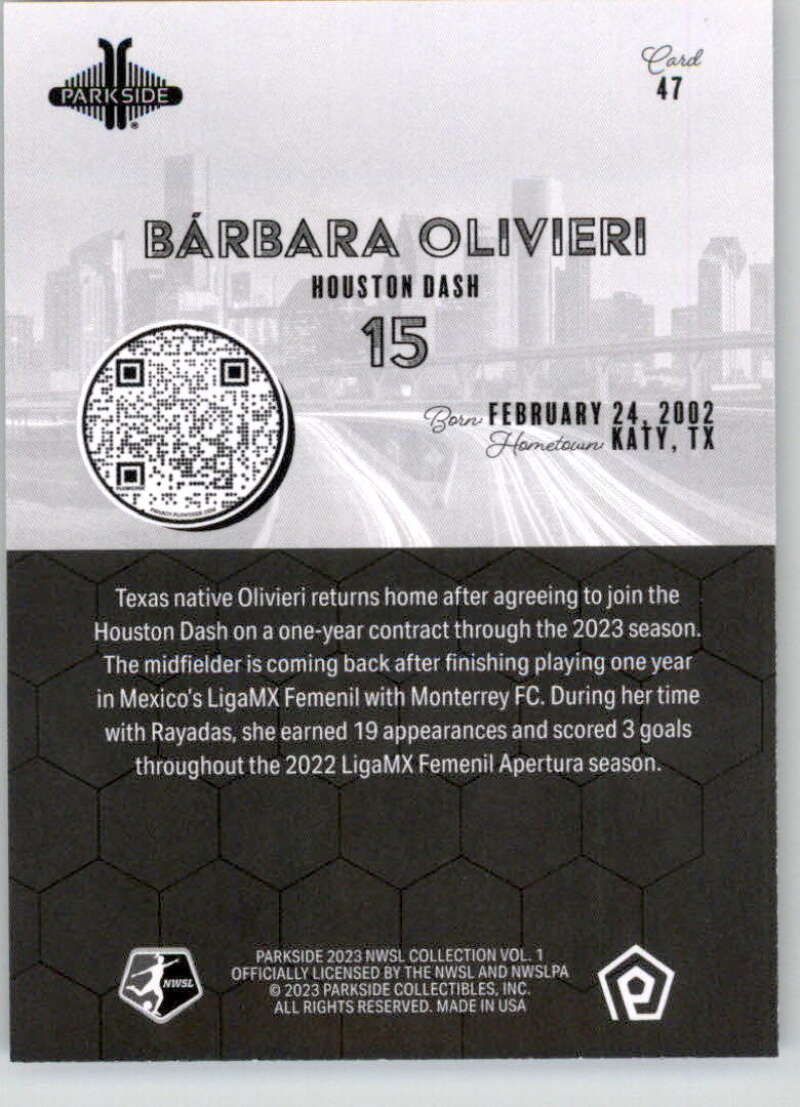 PARKSIDE
Card
47
BÁRBARA OLIVIERI
HOUSTON DASH
15
Born FEBRUARY 24, 2002
Hometown KATY, TX
Texas native Olivieri returns home after agreeing to join the
Houston Dash on a one-year contract through the 2023 season.
The midfielder is coming back after finishing playing one year
in Mexico's LigaMX Femenil with Monterrey FC. During her time
with Rayadas, she earned 19 appearances and scored 3 goals
throughout the 2022 LigaMX Femenil Apertura season.
NWSL
PARKSIDE 2023 NWSL COLLECTION VOL. 1
OFFICIALLY LICENSED BY THE NWSL AND NWSLPA
© 2023 PARKSIDE COLLECTIBLES, INC.
ALL RIGHTS RESERVED. MADE IN USA